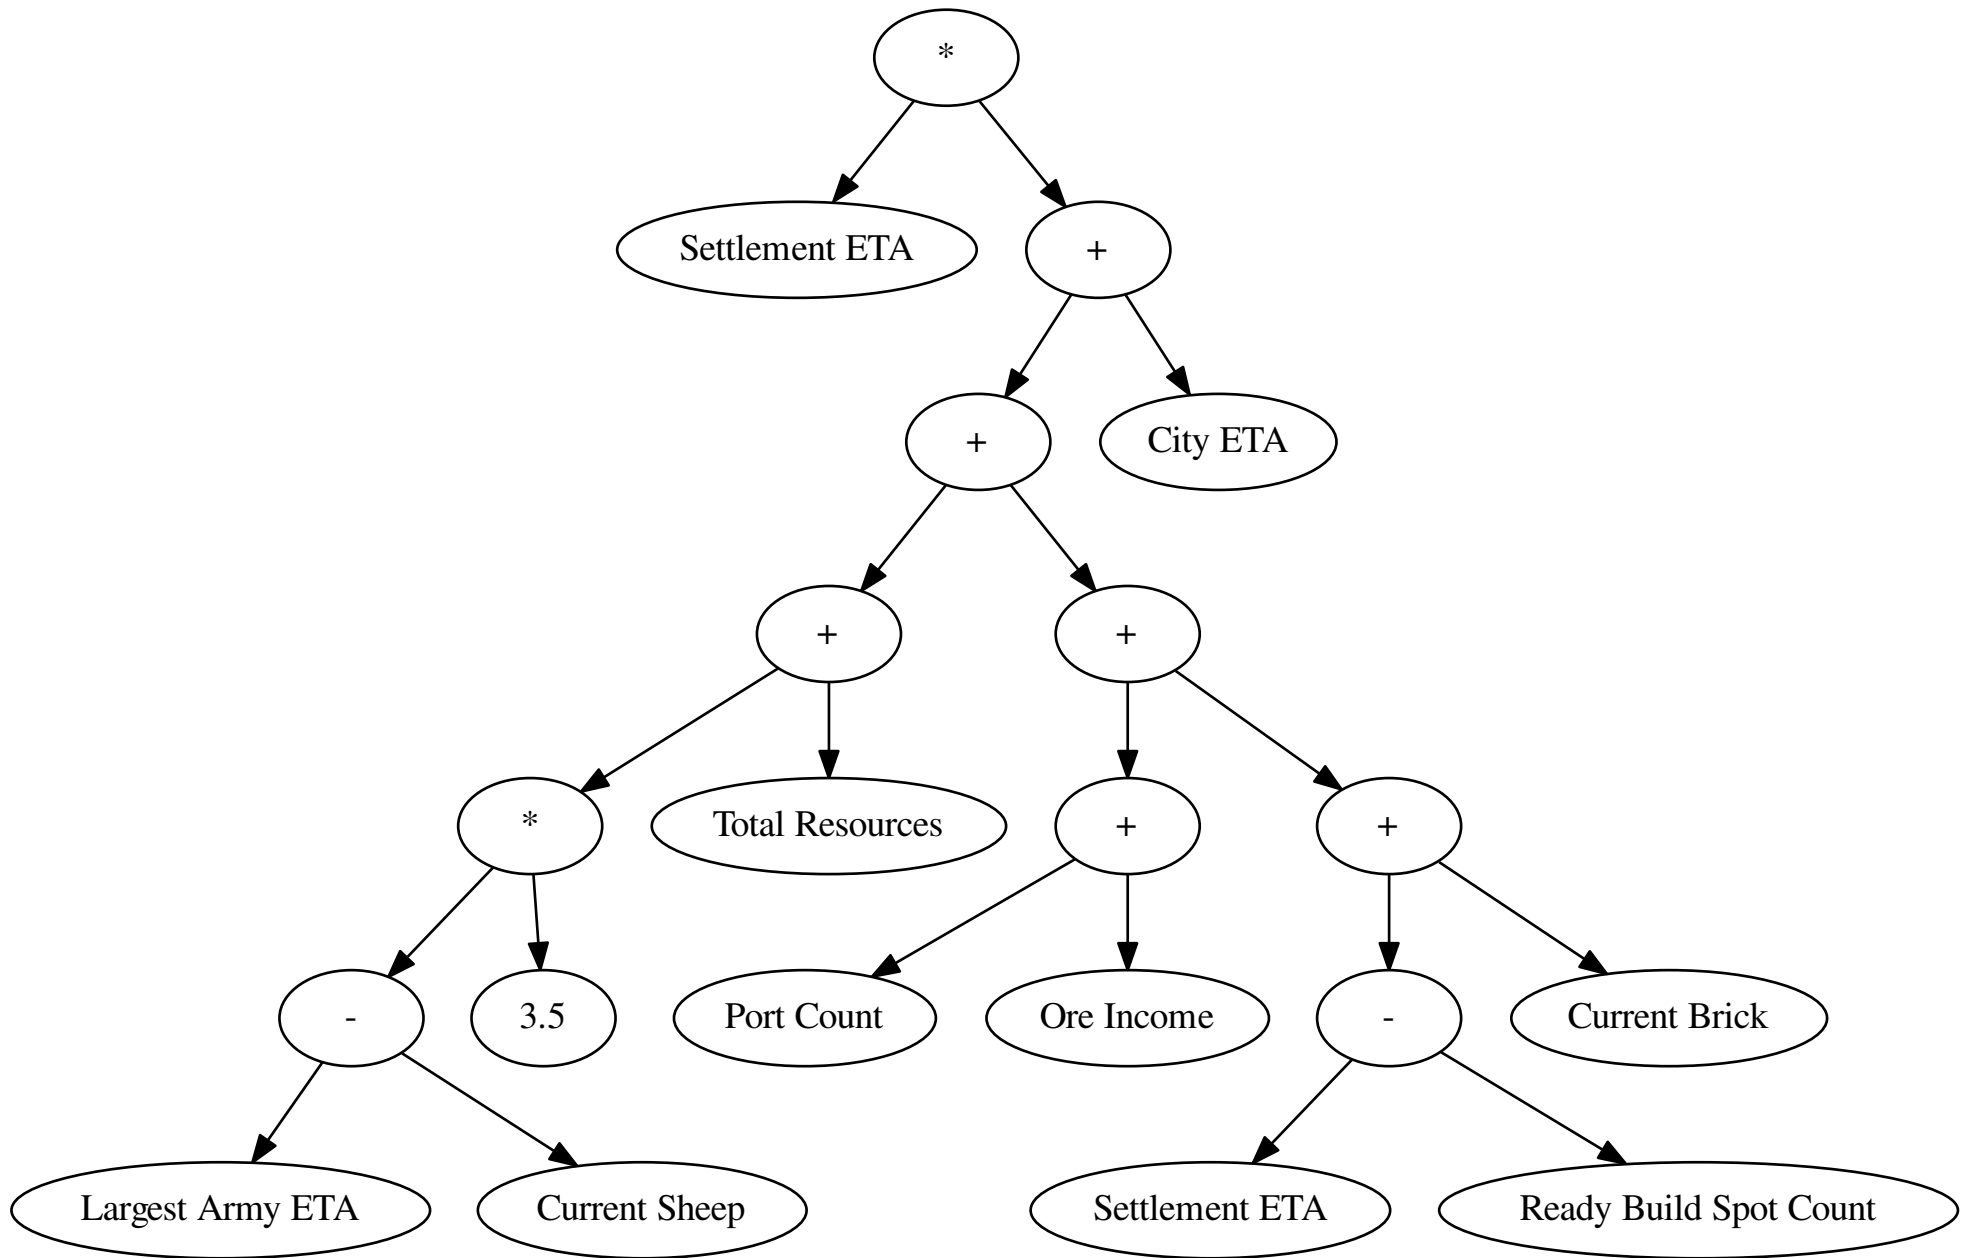 *
Settlement ETA
+
+
City ETA
+
+
*
Total Resources
+
+
-
3.5
Port Count
Ore Income
-
Current Brick
Largest Army ETA
Current Sheep
Settlement ETA
Ready Build Spot Count